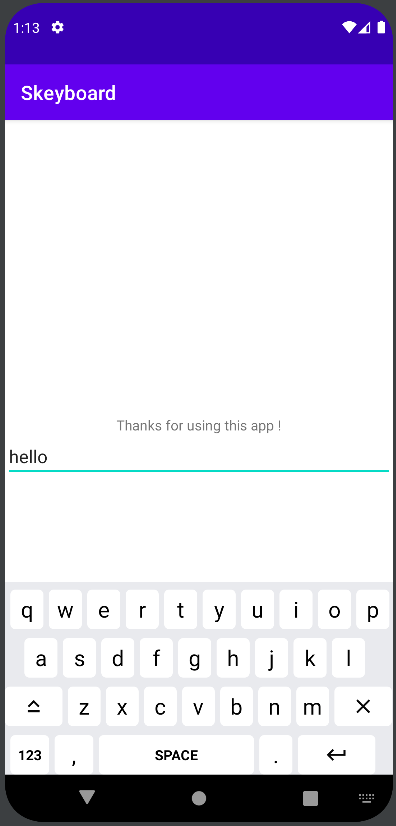 1:13
Skeyboard
Thanks for using this app !
hello
q w e r t y u i o p
a s d f g h j k l
z x c v b n m
123 , SPACE .